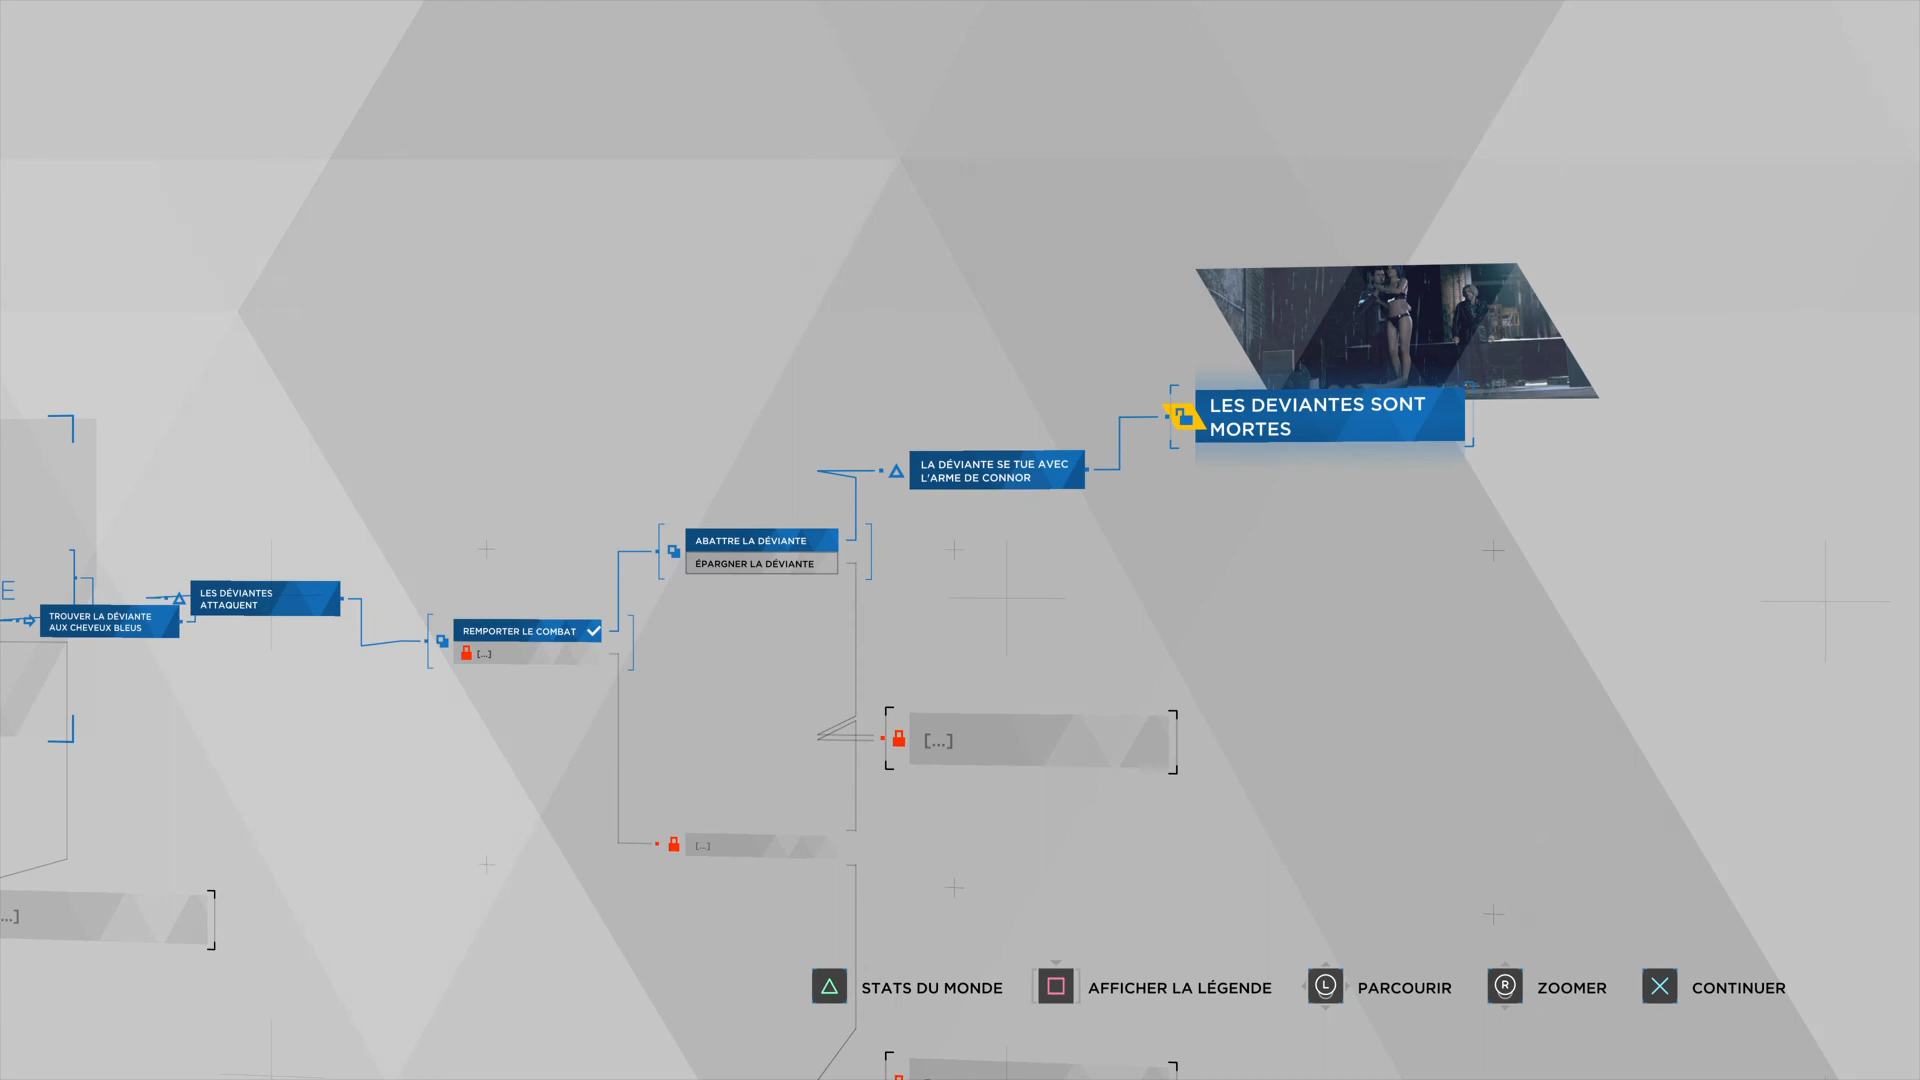 LES DEVIANTES SONT
MORTES
LA DÉVIANTE SE TUE AVEC
L'ARME DE CONNOR
ABATTRE LA DÉVIANTE
ÉPARGNER LA DÉVIANTE
E
LES DÉVIANTES
ATTAQUENT
TROUVER LA DÉVIANTE
AUX CHEVEUX BLEUS
REMPORTER LE COMBAT
[...]
[...]
[...]
...]
STATS DU MONDE
AFFICHER LA LÉGENDE
L
PARCOURIR
R
ZOOMER
CONTINUER